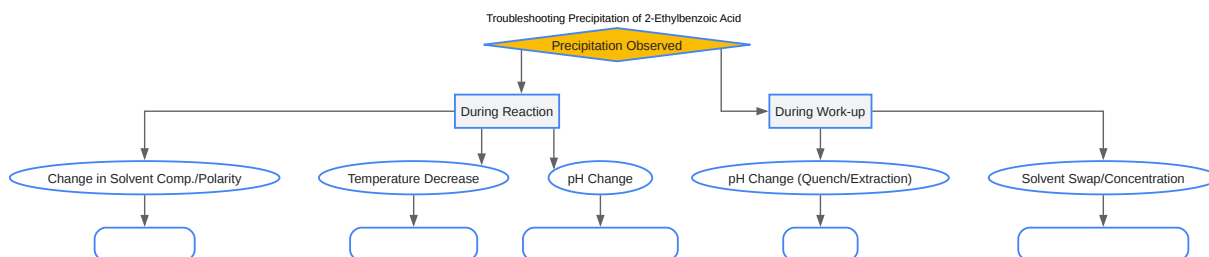 Troubleshooting Precipitation of 2-Ethylbenzoic Acid
Precipitation Observed
During Reaction
During Work-up
Change in Solvent Comp./Polarity
Temperature Decrease
pH Change
pH Change (Quench/Extraction)
Solvent Swap/Concentration